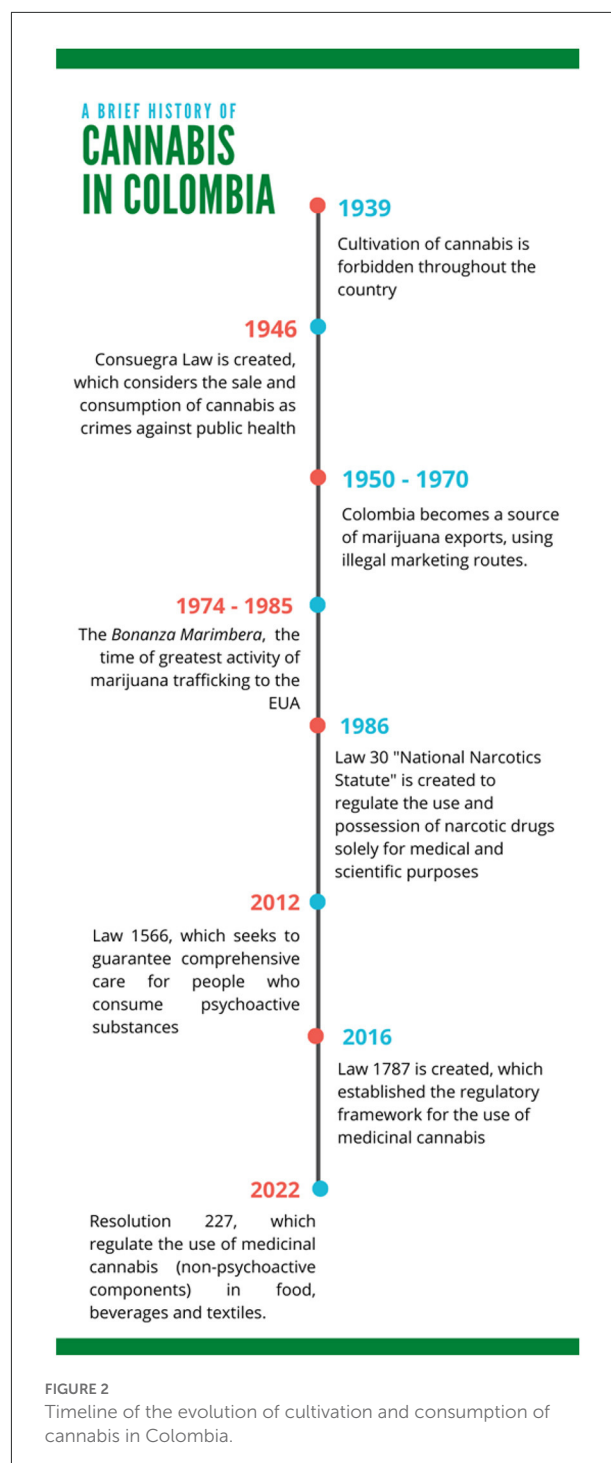 A BRIEF HISTORY OF
CANNABIS
IN COLOMBIA
1939
Cultivation of cannabis is
forbidden throughout the
country
1946
Consuegra Law is created,
which considers the sale and
consumption of cannabis as
crimes against public health
1950 - 1970
Colombia becomes a source
of marijuana exports, using
illegal marketing routes.
1974 - 1985
The Bonanza Marimbera, the
time of greatest activity of
marijuana trafficking to the
EUA
1986
Law 30 "National Narcotics
Statute" is created to
regulate the use and
possession of narcotic drugs
solely for medical and
scientific purposes
2012
Law 1566, which seeks to
guarantee comprehensive
care for people who
consume psychoactive
substances
2016
Law 1787 is created, which
established the regulatory
framework for the use of
medicinal cannabis
2022
Resolution 227, which
regulate the use of medicinal
cannabis (non-psychoactive
components) in food,
beverages and textiles.
FIGURE 2
Timeline of the evolution of cultivation and consumption of
cannabis in Colombia.